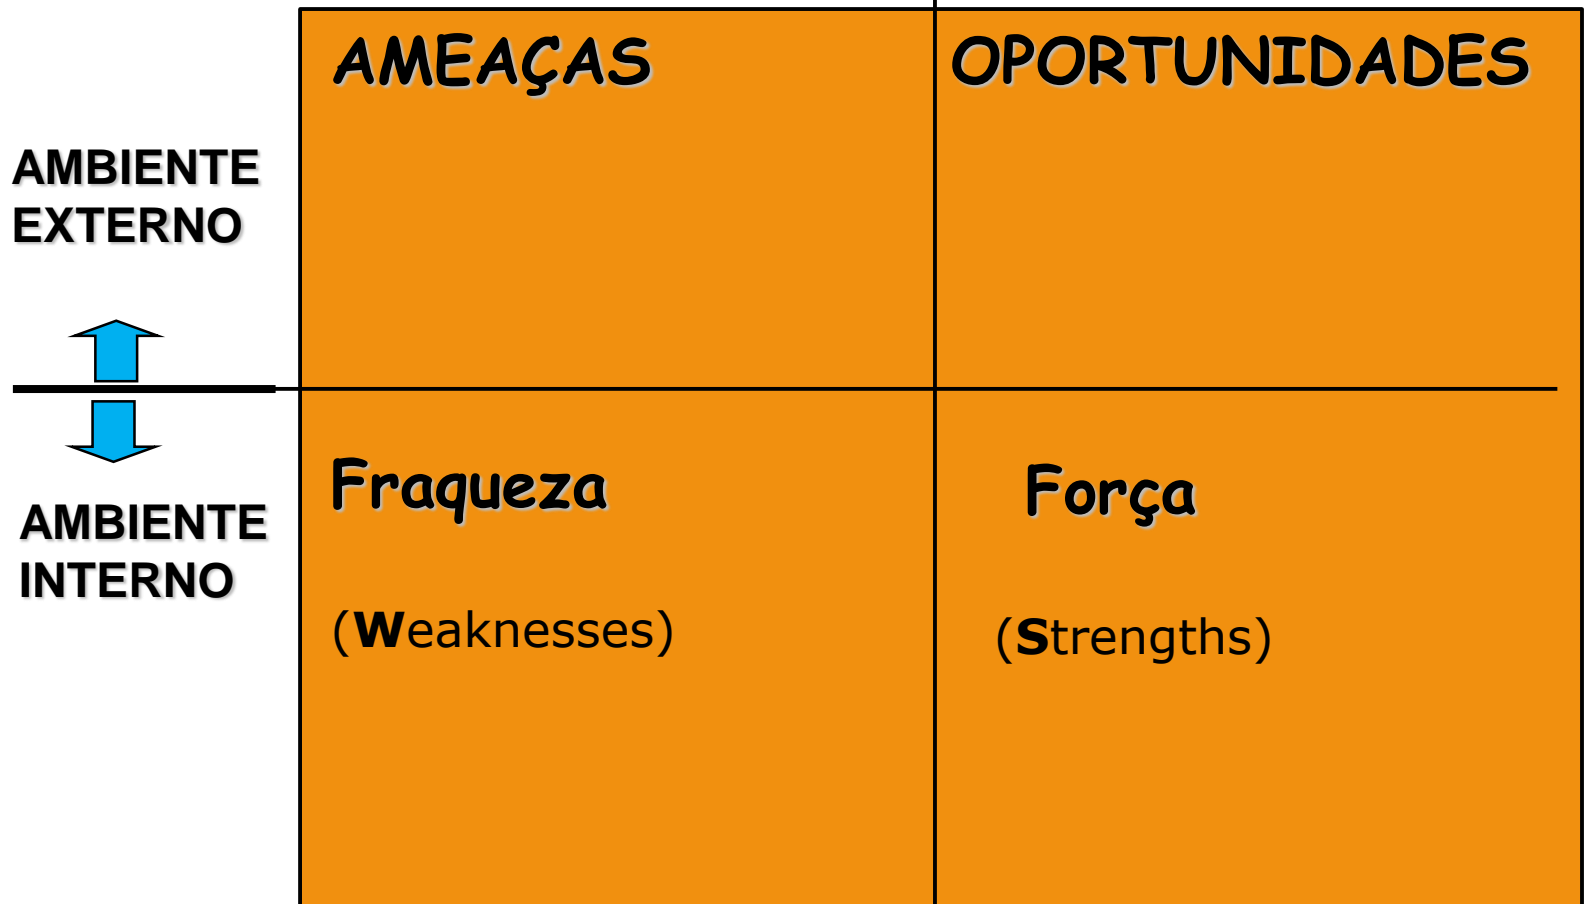 AMEAÇAS
OPORTUNIDADES
AMBIENTE
EXTERNO
AMBIENTE
INTERNO
Fraqueza
(Weaknesses)
Força
(Strengths)